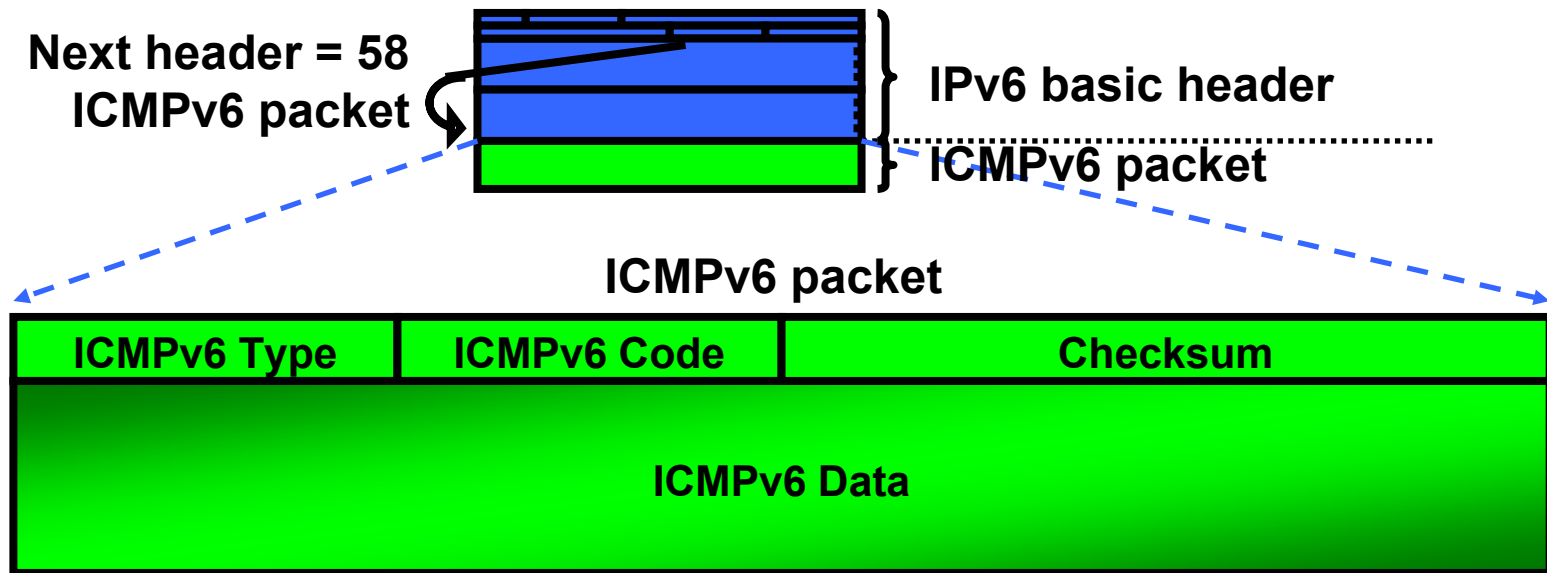 Next header = 58
ICMPv6 packet
IPv6 basic header
ICMPv6 packet
ICMPv6 packet
ICMPv6 Type
ICMPv6 Code
Checksum
ICMPv6 Data